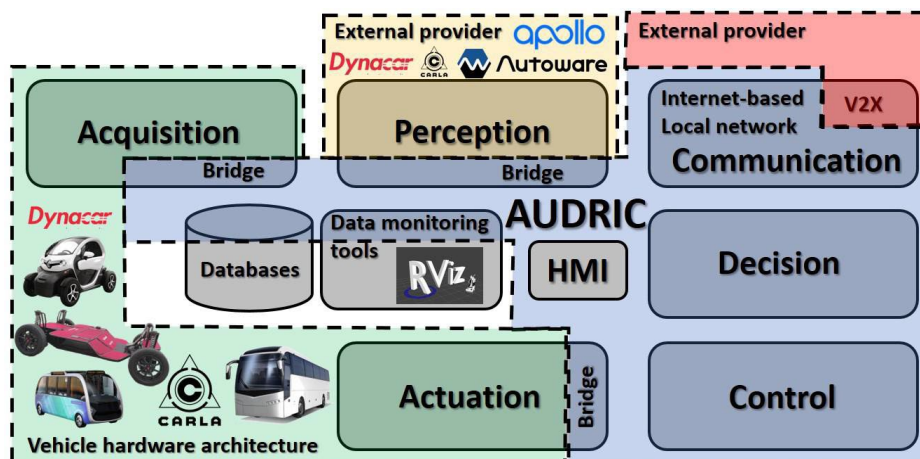 External provider apollo
Dynacar CARLA Autoware
External provider
Acquisition
Bridge
Perception
Bridge
Internet-based V2X
Local network
Communication
Dynacar
Databases
Data monitoring
tools
RViz
AUDRIC
HMI
Decision
C
CARLA
Actuation
Bridge
Control
Vehicle hardware architecture